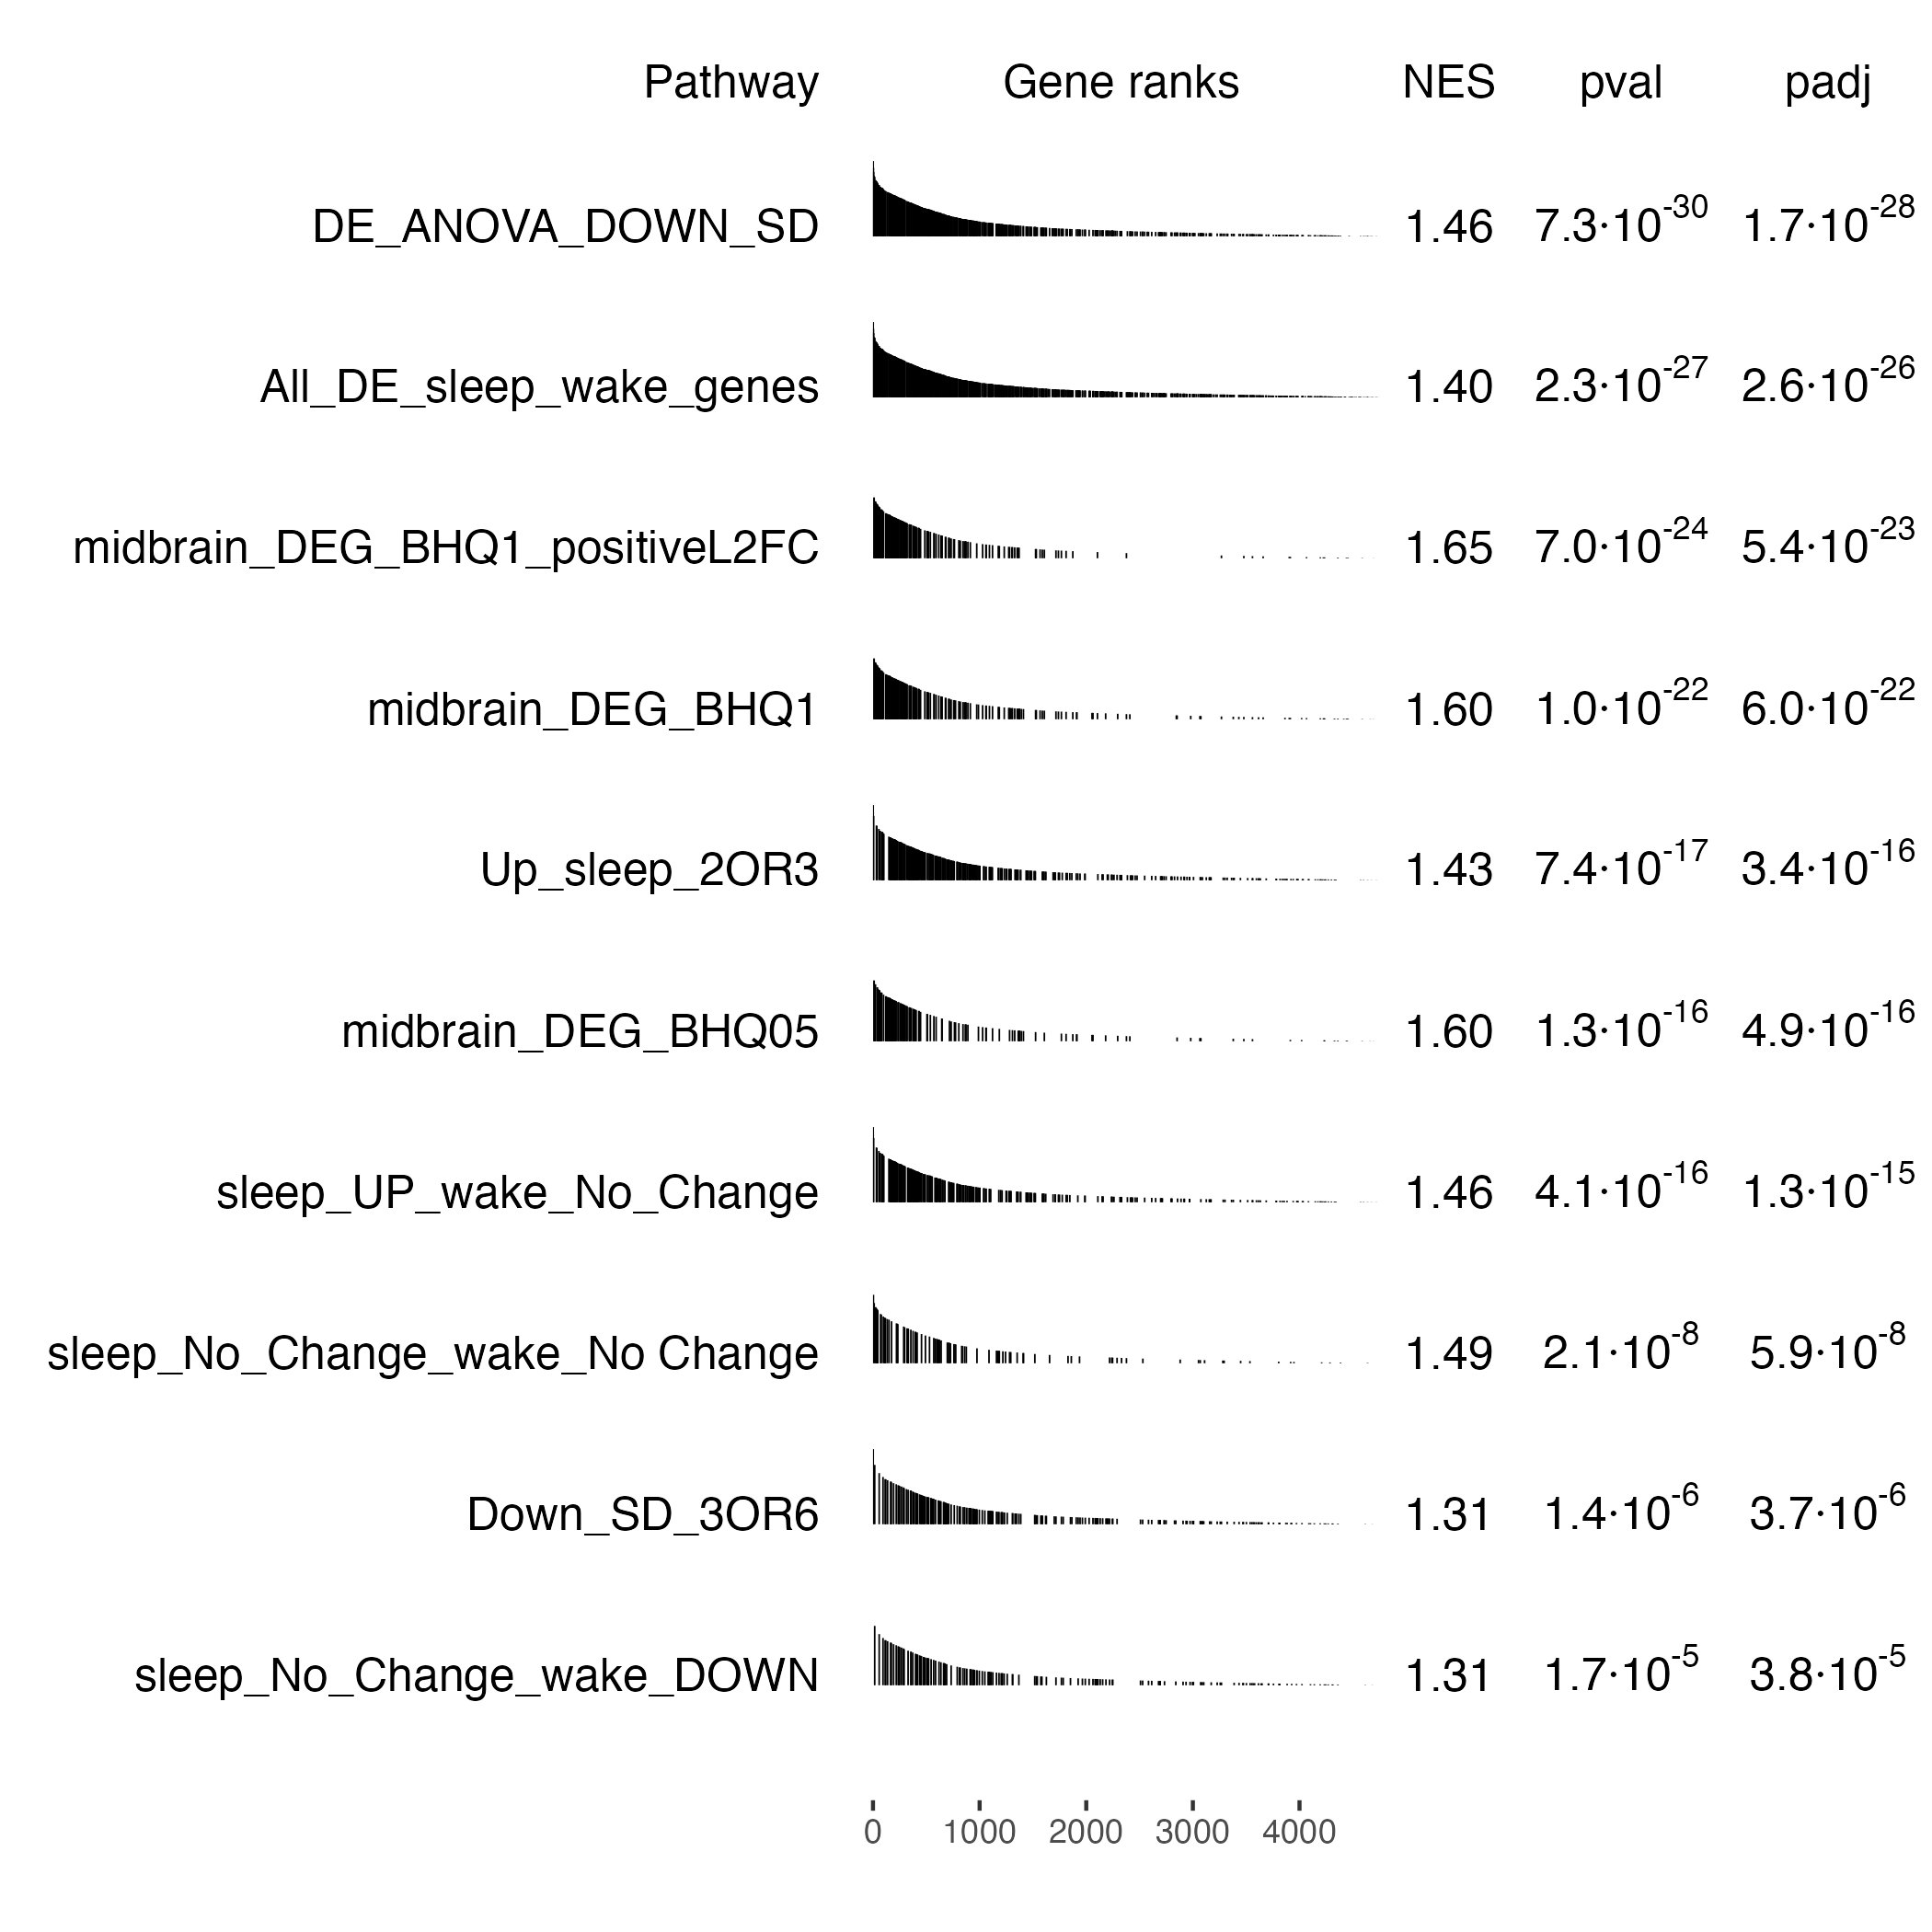 Pathway Gene ranks NES pval padj
DE_ANOVA_DOWN_SD 1.46 7.3·10⁻³⁰ 1.7·10⁻²⁸
All_DE_sleep_wake_genes 1.40 2.3·10⁻²⁷ 2.6·10⁻²⁶
midbrain_DEG_BHQ1_positiveL2FC 1.65 7.0·10⁻²⁴ 5.4·10⁻²³
midbrain_DEG_BHQ1 1.60 1.0·10⁻²² 6.0·10⁻²²
Up_sleep_2OR3 1.43 7.4·10⁻¹⁷ 3.4·10⁻¹⁶
midbrain_DEG_BHQ05 1.60 1.3·10⁻¹⁶ 4.9·10⁻¹⁶
sleep_UP_wake_No_Change 1.46 4.1·10⁻¹⁶ 1.3·10⁻¹⁵
sleep_No_Change_wake_No Change 1.49 2.1·10⁻⁸ 5.9·10⁻⁸
Down_SD_3OR6 1.31 1.4·10⁻⁶ 3.7·10⁻⁶
sleep_No_Change_wake_DOWN 1.31 1.7·10⁻⁵ 3.8·10⁻⁵
0 1000 2000 3000 4000